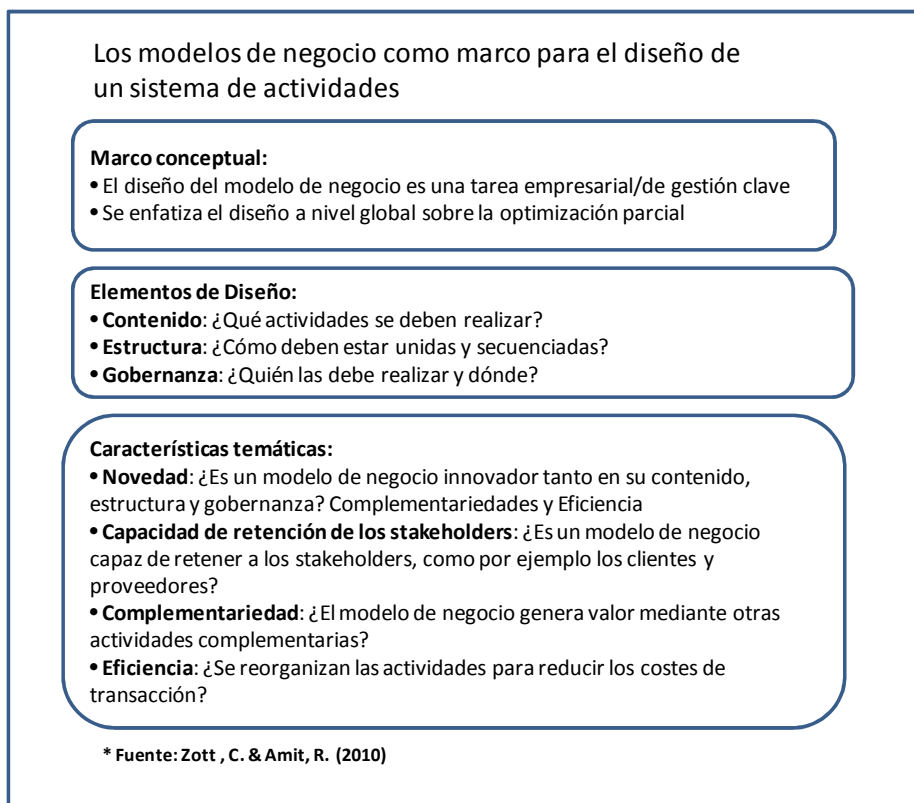 Los modelos de negocio como marco para el diseño de
un sistema de actividades
Marco conceptual:
• El diseño del modelo de negocio es una tarea empresarial/de gestión clave
• Se enfatiza el diseño a nivel global sobre la optimización parcial
Elementos de Diseño:
• Contenido: ¿Qué actividades se deben realizar?
• Estructura: ¿Cómo deben estar unidas y secuenciadas?
• Gobernanza: ¿Quién las debe realizar y dónde?
Características temáticas:
• Novedad: ¿Es un modelo de negocio innovador tanto en su contenido,
estructura y gobernanza? Complementariedades y Eficiencia
• Capacidad de retención de los stakeholders: ¿Es un modelo de negocio
capaz de retener a los stakeholders, como por ejemplo los clientes y
proveedores?
• Complementariedad: ¿El modelo de negocio genera valor mediante otras
actividades complementarias?
• Eficiencia: ¿Se reorganizan las actividades para reducir los costes de
transacción?
* Fuente: Zott , C. & Amit, R. (2010)